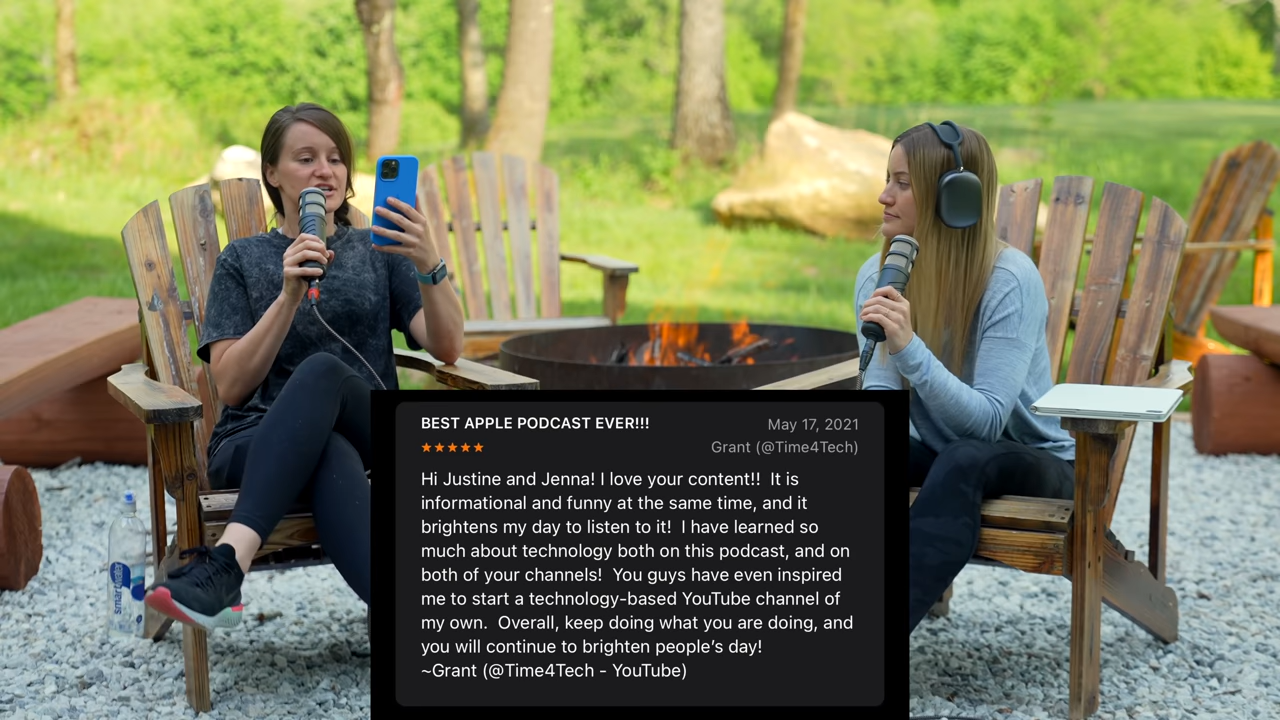 BEST APPLE PODCAST EVER!!!
May 17, 2021
★★★★★
Grant (@Time4Tech)
Hi Justine and Jenna! I love your content!!  It is
informational and funny at the same time, and it
brightens my day to listen to it!  I have learned so
much about technology both on this podcast, and on
both of your channels!  You guys have even inspired
me to start a technology-based YouTube channel of
my own.  Overall, keep doing what you are doing, and
you will continue to brighten people’s day!
~Grant (@Time4Tech - YouTube)
smartwater